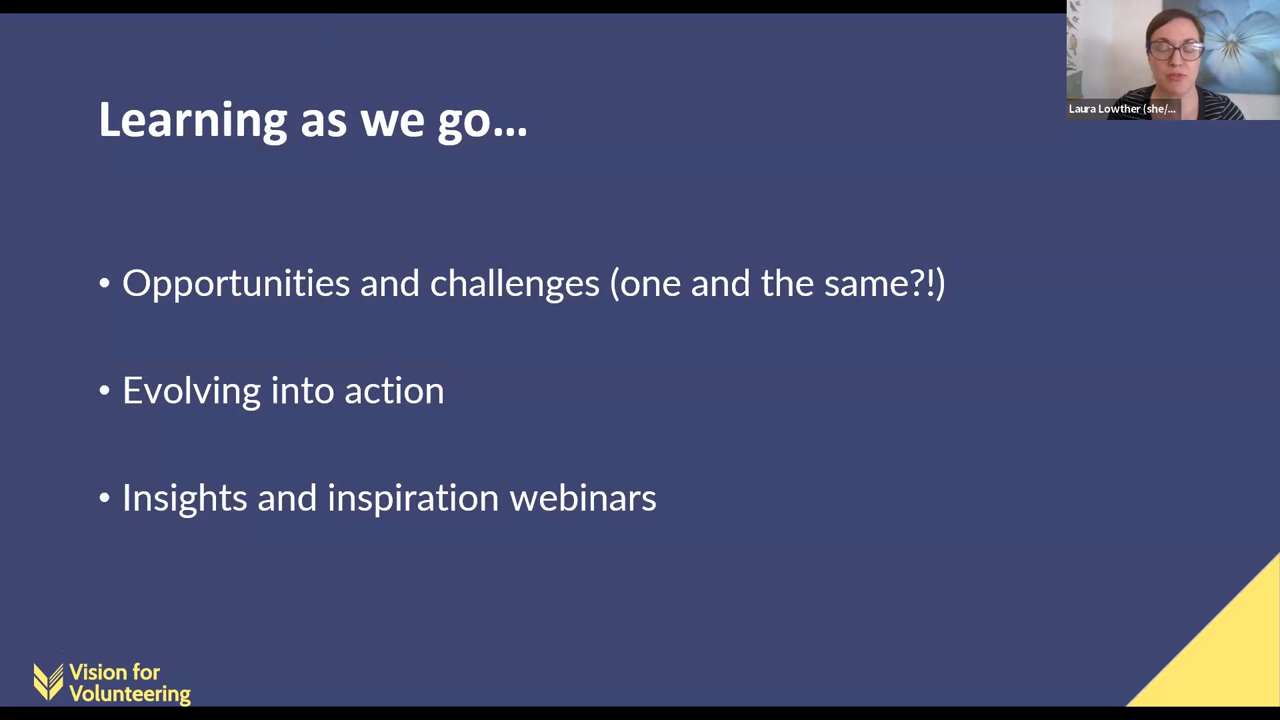 Learning as we go...
• Opportunities and challenges (one and the same?!)
• Evolving into action
• Insights and inspiration webinars
Laura Lowther (she/...
Vision for
Volunteering